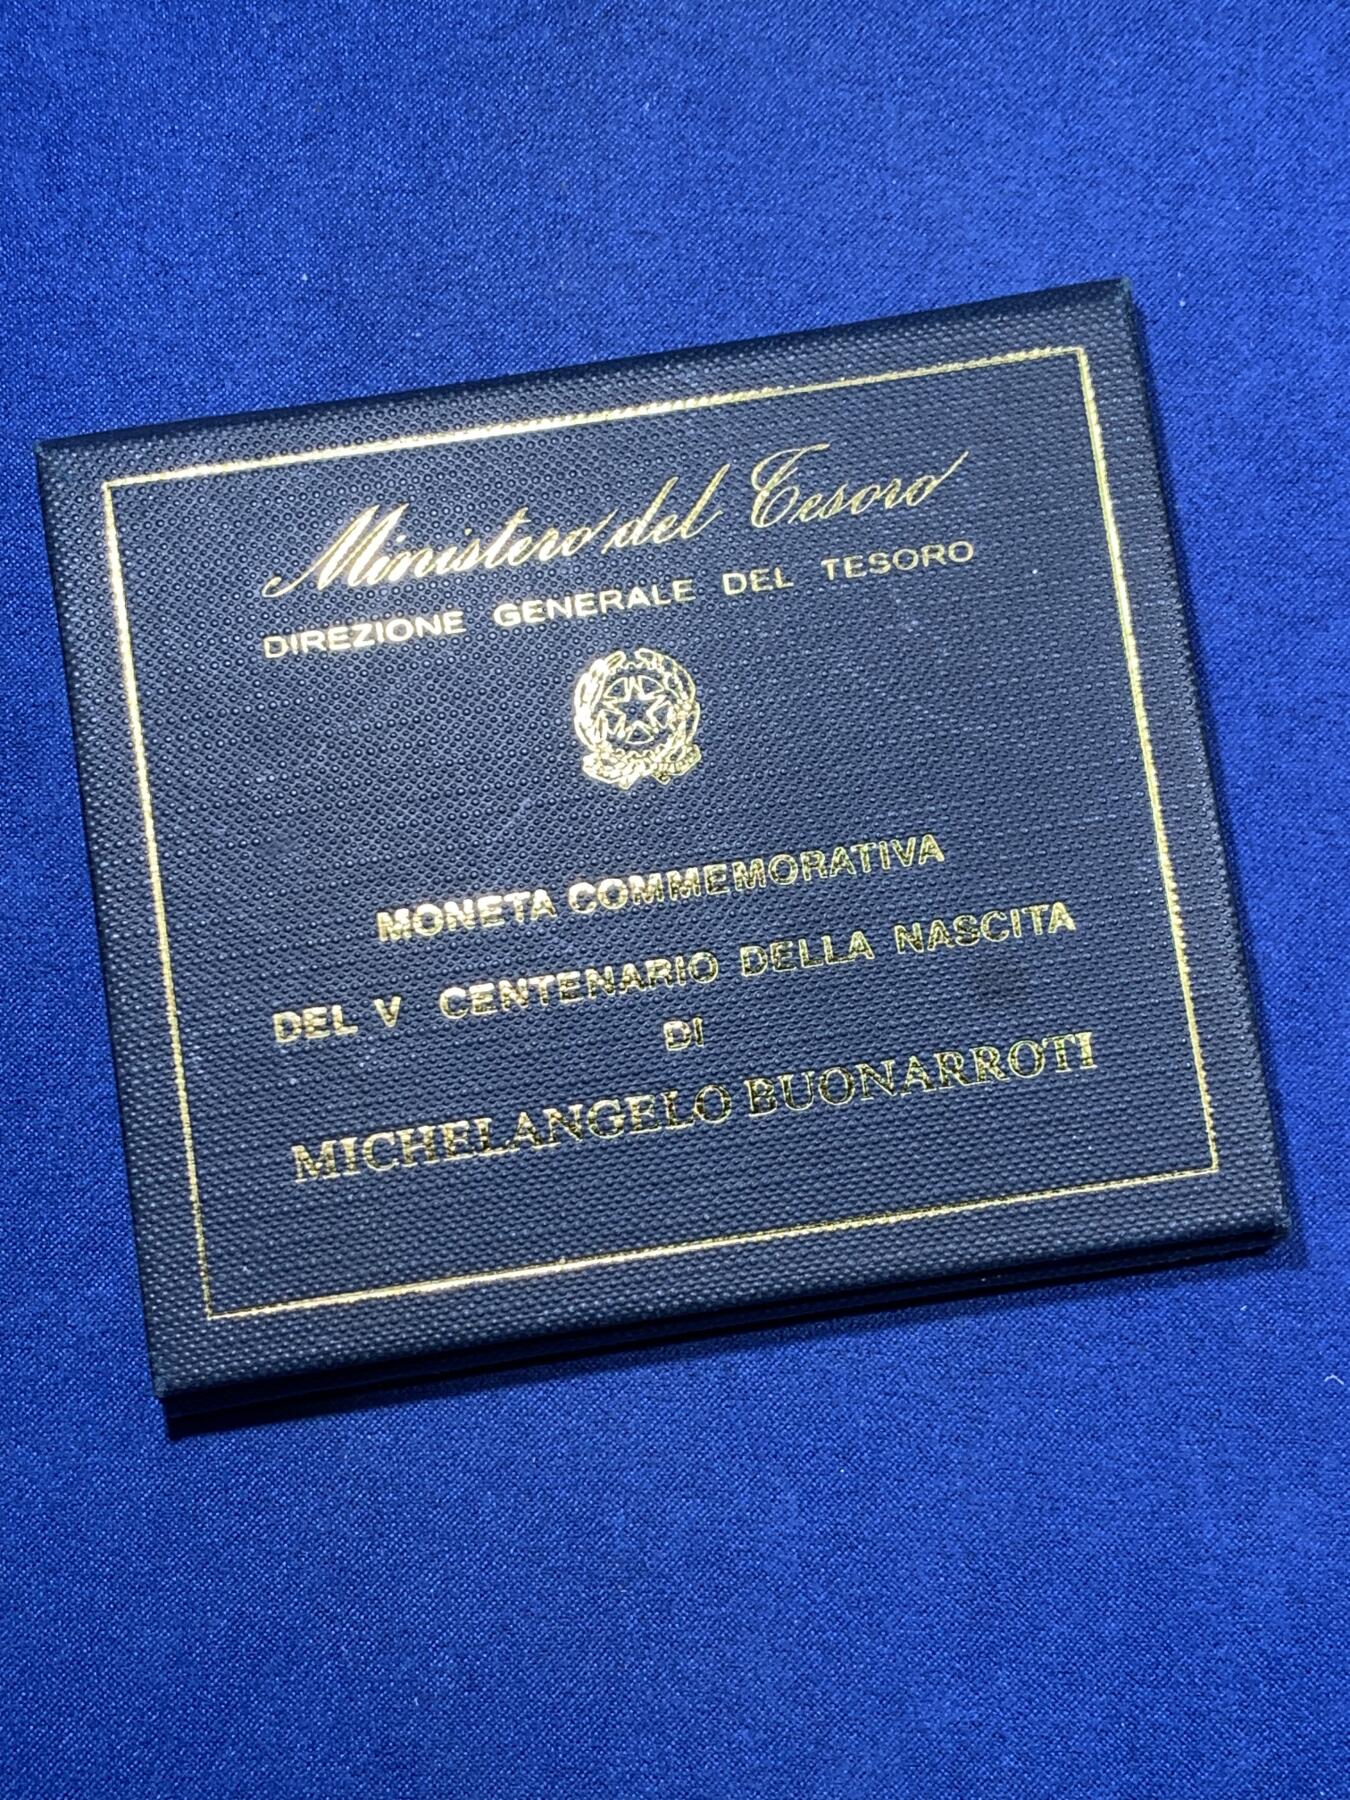 Ministero del Tesoro
DIREZIONE GENERALE DEL TESORO
MONETA COMMEMORATIVA
DEL V CENTENARIO DELLA NASCITA
DI
MICHELANGELO BUONARROTI